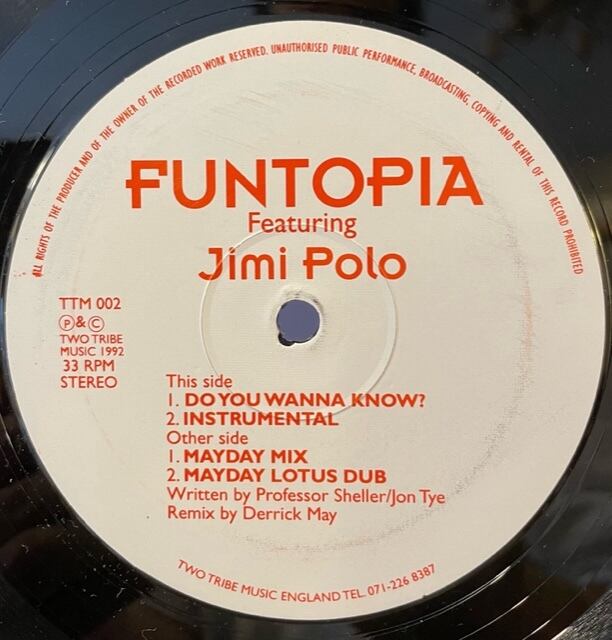 ALL RIGHTS OF THE PRODUCER AND OF THE OWNER OF THE RECORDED WORK RESERVED. UNAUTHORISED PUBLIC PERFORMANCE, BROADCASTING, COPYING AND RENTAL OF THIS RECORD PROHIBITED
FUNTOPIA
Featuring
Jimi Polo
TTM 002
Ⓟ&Ⓒ
TWO TRIBE
MUSIC 1992
33 RPM
STEREO
This side
1. DO YOU WANNA KNOW?
2. INSTRUMENTAL
Other side
1. MAYDAY MIX
2. MAYDAY LOTUS DUB
Written by Professor Sheller/Jon Tye
Remix by Derrick May
TWO TRIBE MUSIC ENGLAND TEL. 071-226 8387